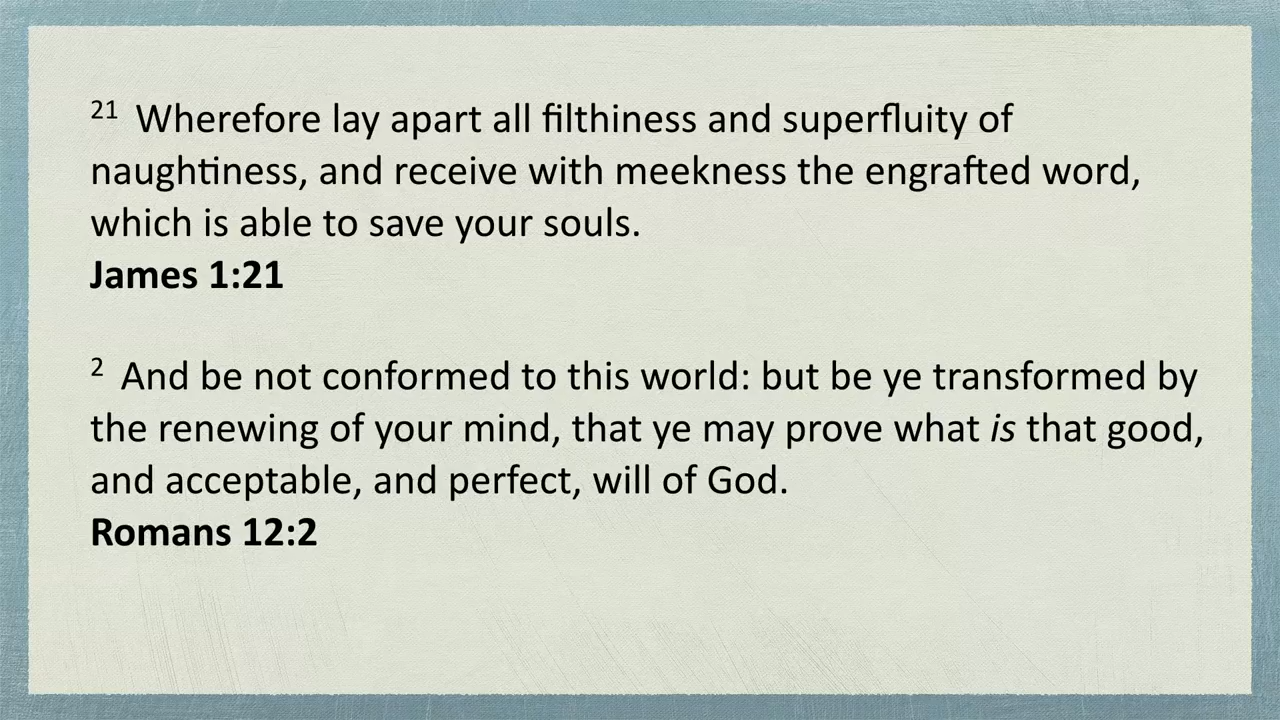 21 Wherefore lay apart all filthiness and superfluity of
naughtiness, and receive with meekness the engrafted word,
which is able to save your souls.
James 1:21
2 And be not conformed to this world: but be ye transformed by
the renewing of your mind, that ye may prove what is that good,
and acceptable, and perfect, will of God.
Romans 12:2